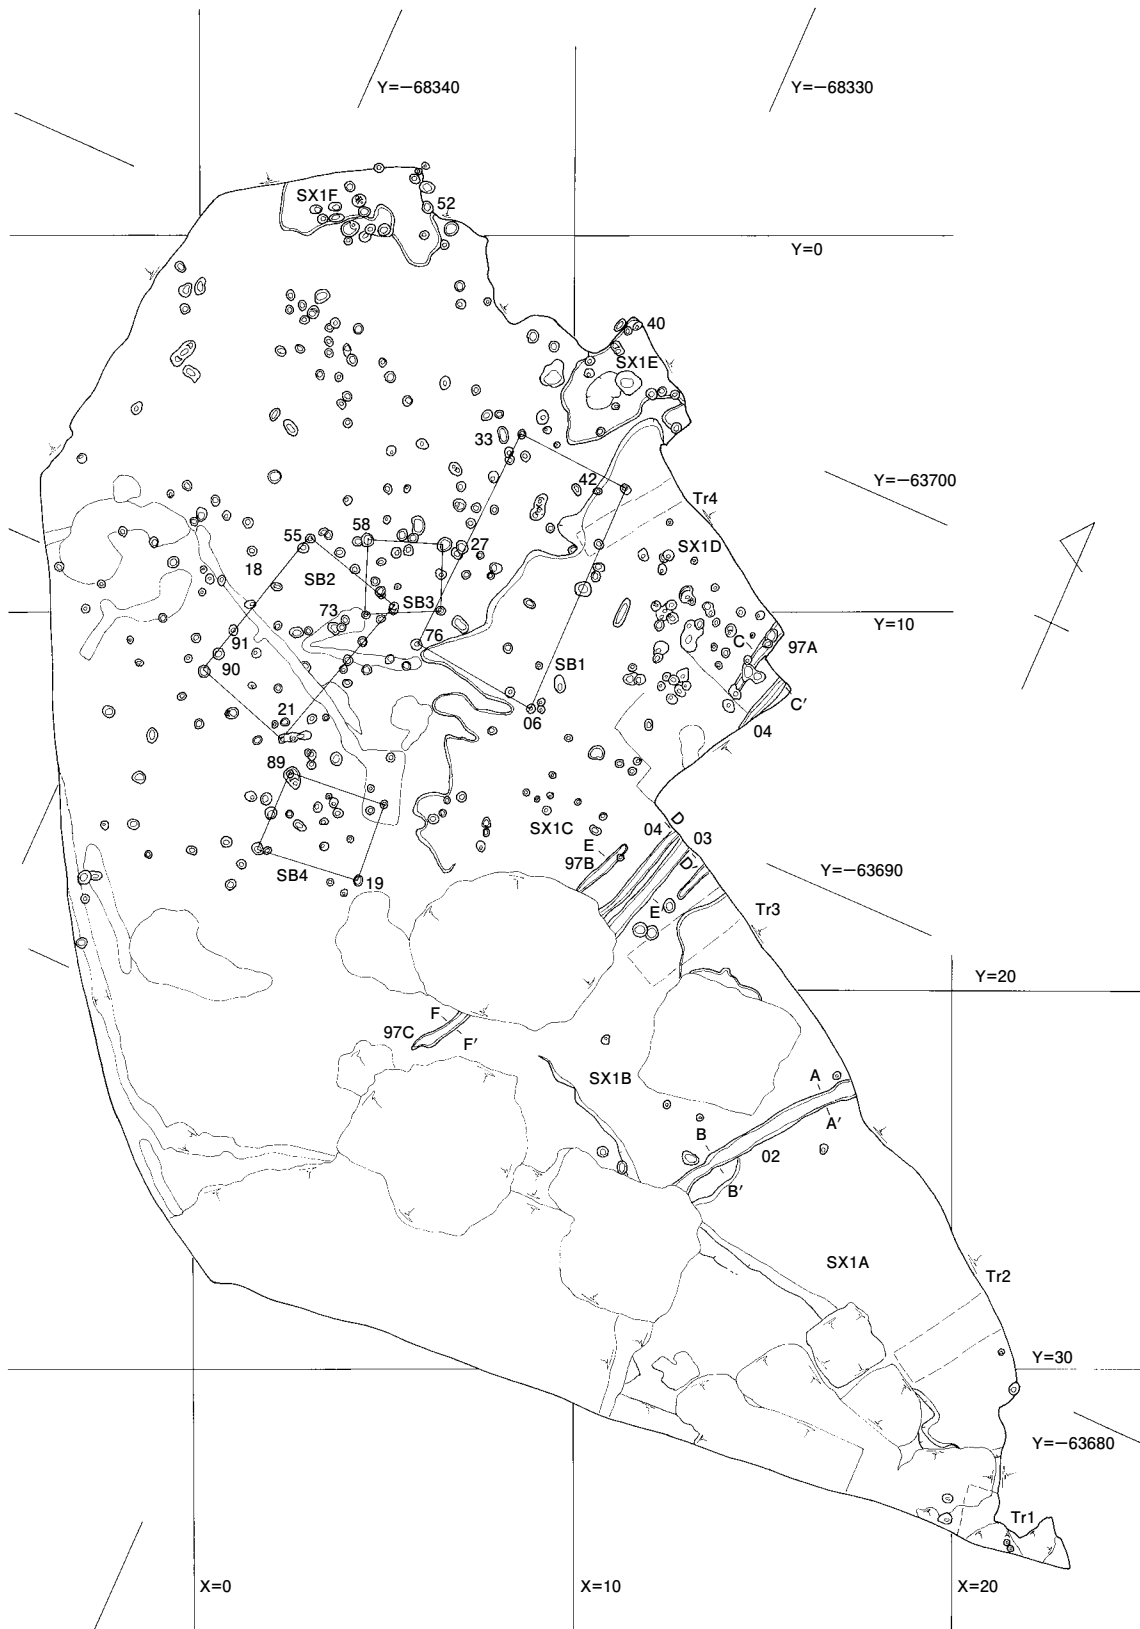 Y=−68340
Y=−68330
SX1F
52
Y=0
40
SX1E
33
42
Y=−63700
Tr4
55
58
27
SX1D
18
SB2
73
SB3
Y=10
91
76
C
97A
90
SB1
21
06
C′
04
89
SX1C
D
04
03
E
97B
D′
Y=−63690
SB4
19
E′
Tr3
Y=20
F
97C
F′
SX1B
A
A′
B
02
B′
SX1A
Tr2
Y=30
Y=−63680
Tr1
X=0
X=10
X=20